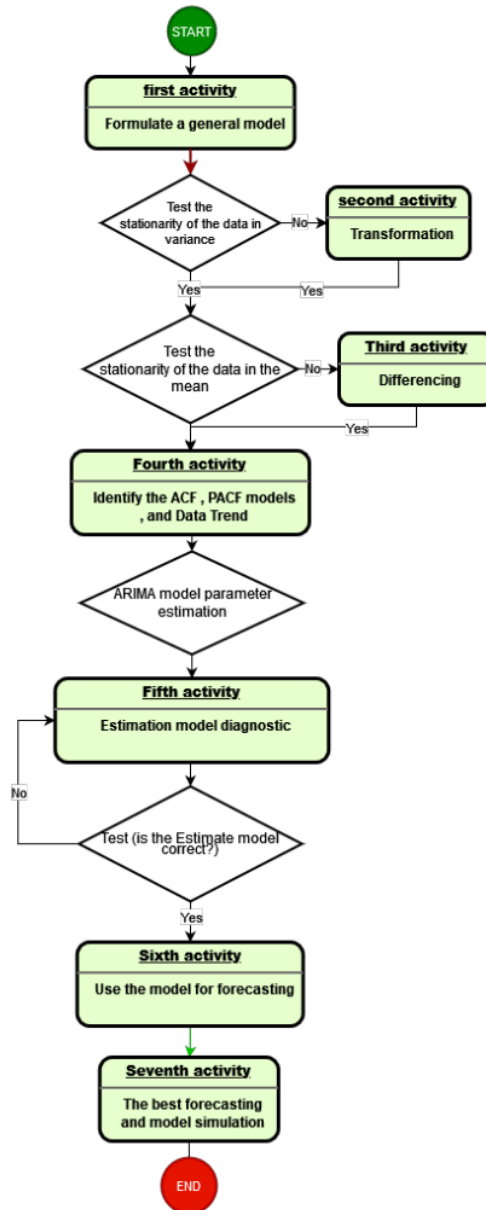 START
first activity
Formulate a general model
Test the
stationarity of the data in
variance
No
second activity
Transformation
Yes
Yes
Test the
stationarity of the data in the
mean
No
Third activity
Differencing
Yes
Fourth activity
Identify the ACF , PACF models
, and Data Trend
ARIMA model parameter
estimation
Fifth activity
Estimation model diagnostic
No
Test (is the Estimate model
correct?)
Yes
Sixth activity
Use the model for forecasting
Seventh activity
The best forecasting
and model simulation
END